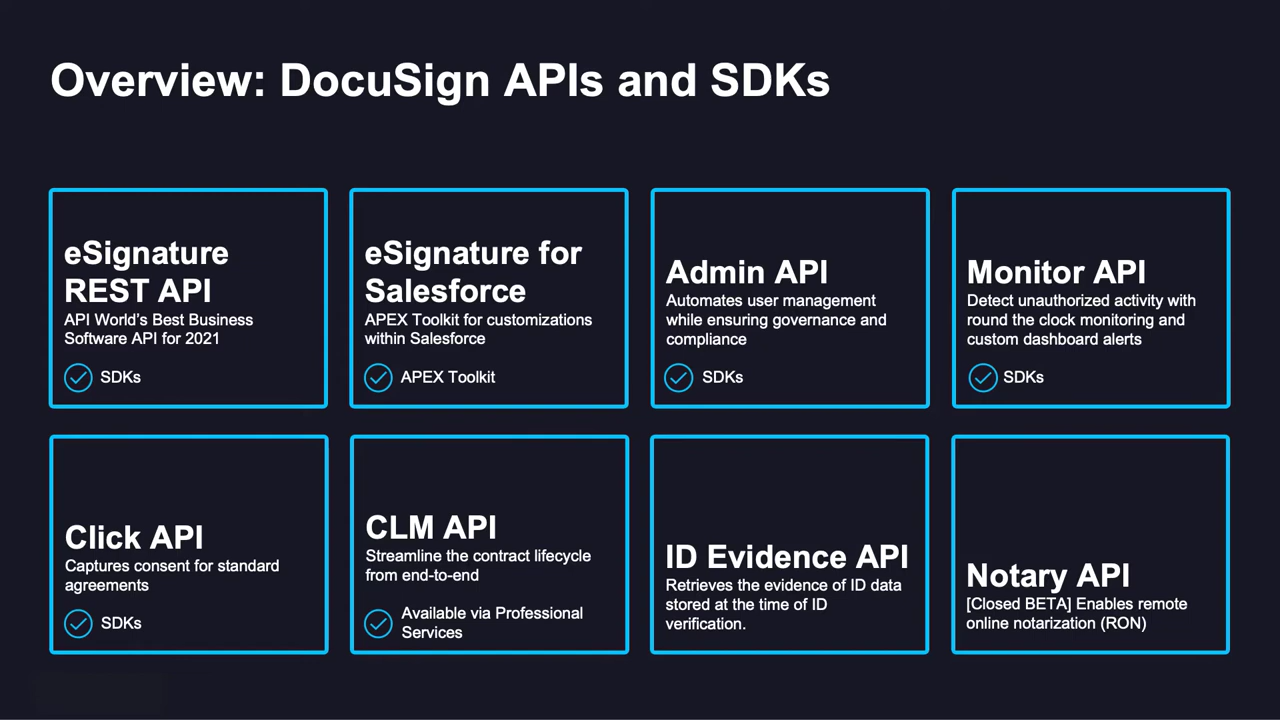 Overview: DocuSign APIs and SDKs
eSignature
REST API
API World's Best Business
Software API for 2021
SDKs
eSignature for
Salesforce
APEX Toolkit for customizations
within Salesforce
APEX Toolkit
Admin API
Automates user management
while ensuring governance and
compliance
SDKs
Monitor API
Detect unauthorized activity with
round the clock monitoring and
custom dashboard alerts
SDKs
Click API
Captures consent for standard
agreements
SDKs
CLM API
Streamline the contract lifecycle
from end-to-end
Available via Professional
Services
ID Evidence API
Retrieves the evidence of ID data
stored at the time of ID
verification.
Notary API
[Closed BETA] Enables remote
online notarization (RON)